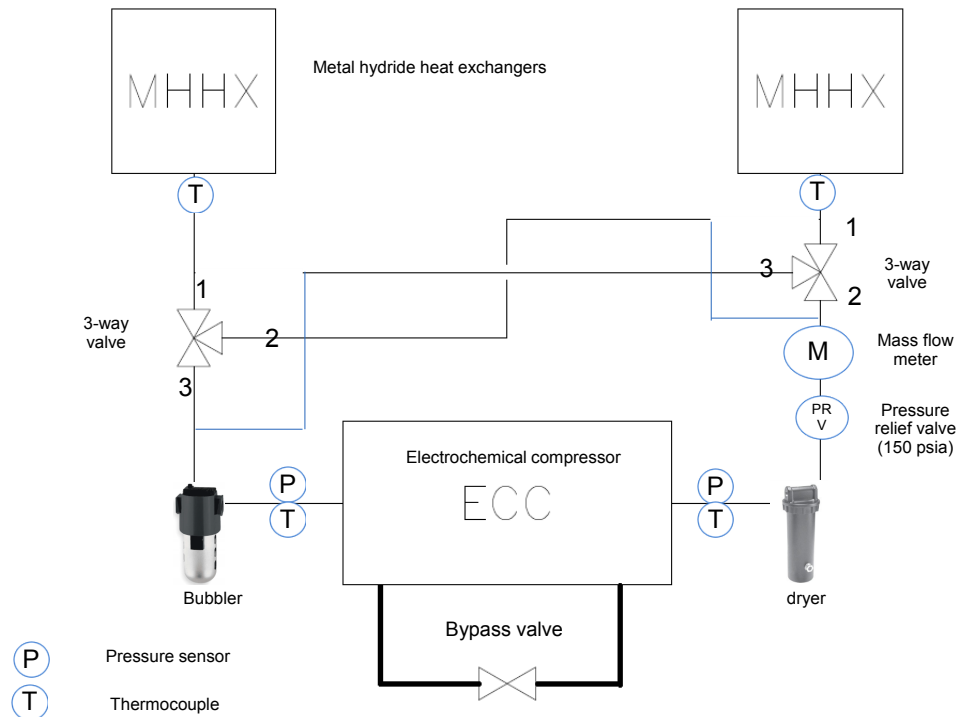 MHHX
Metal hydride heat exchangers
MHHX
T
T
1
3
3-way
valve
2
1
3-way
valve
2
3
M
Mass flow
meter
PR
V
Pressure
relief valve
(150 psia)
Electrochemical compressor
ECC
P
T
P
T
Bubbler
dryer
Bypass valve
P
Pressure sensor
T
Thermocouple